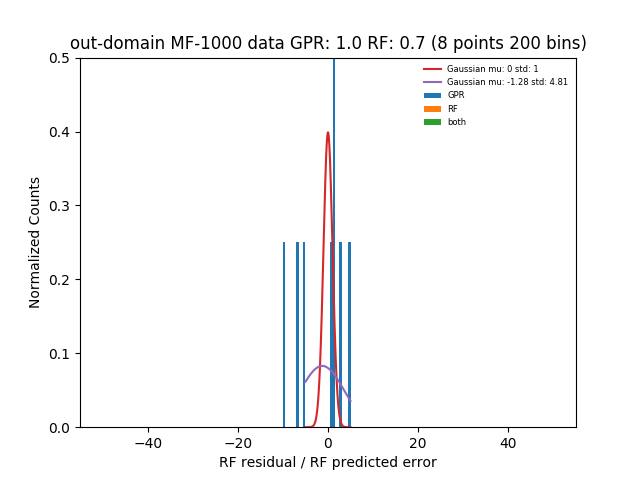 out-domain MF-1000 data GPR: 1.0 RF: 0.7 (8 points 200 bins)
Gaussian mu: 0 std: 1
Gaussian mu: -1.28 std: 4.81
GPR
RF
both
Normalized Counts
0.5
0.4
0.3
0.2
0.1
0.0
−40 −20 0 20 40
RF residual / RF predicted error